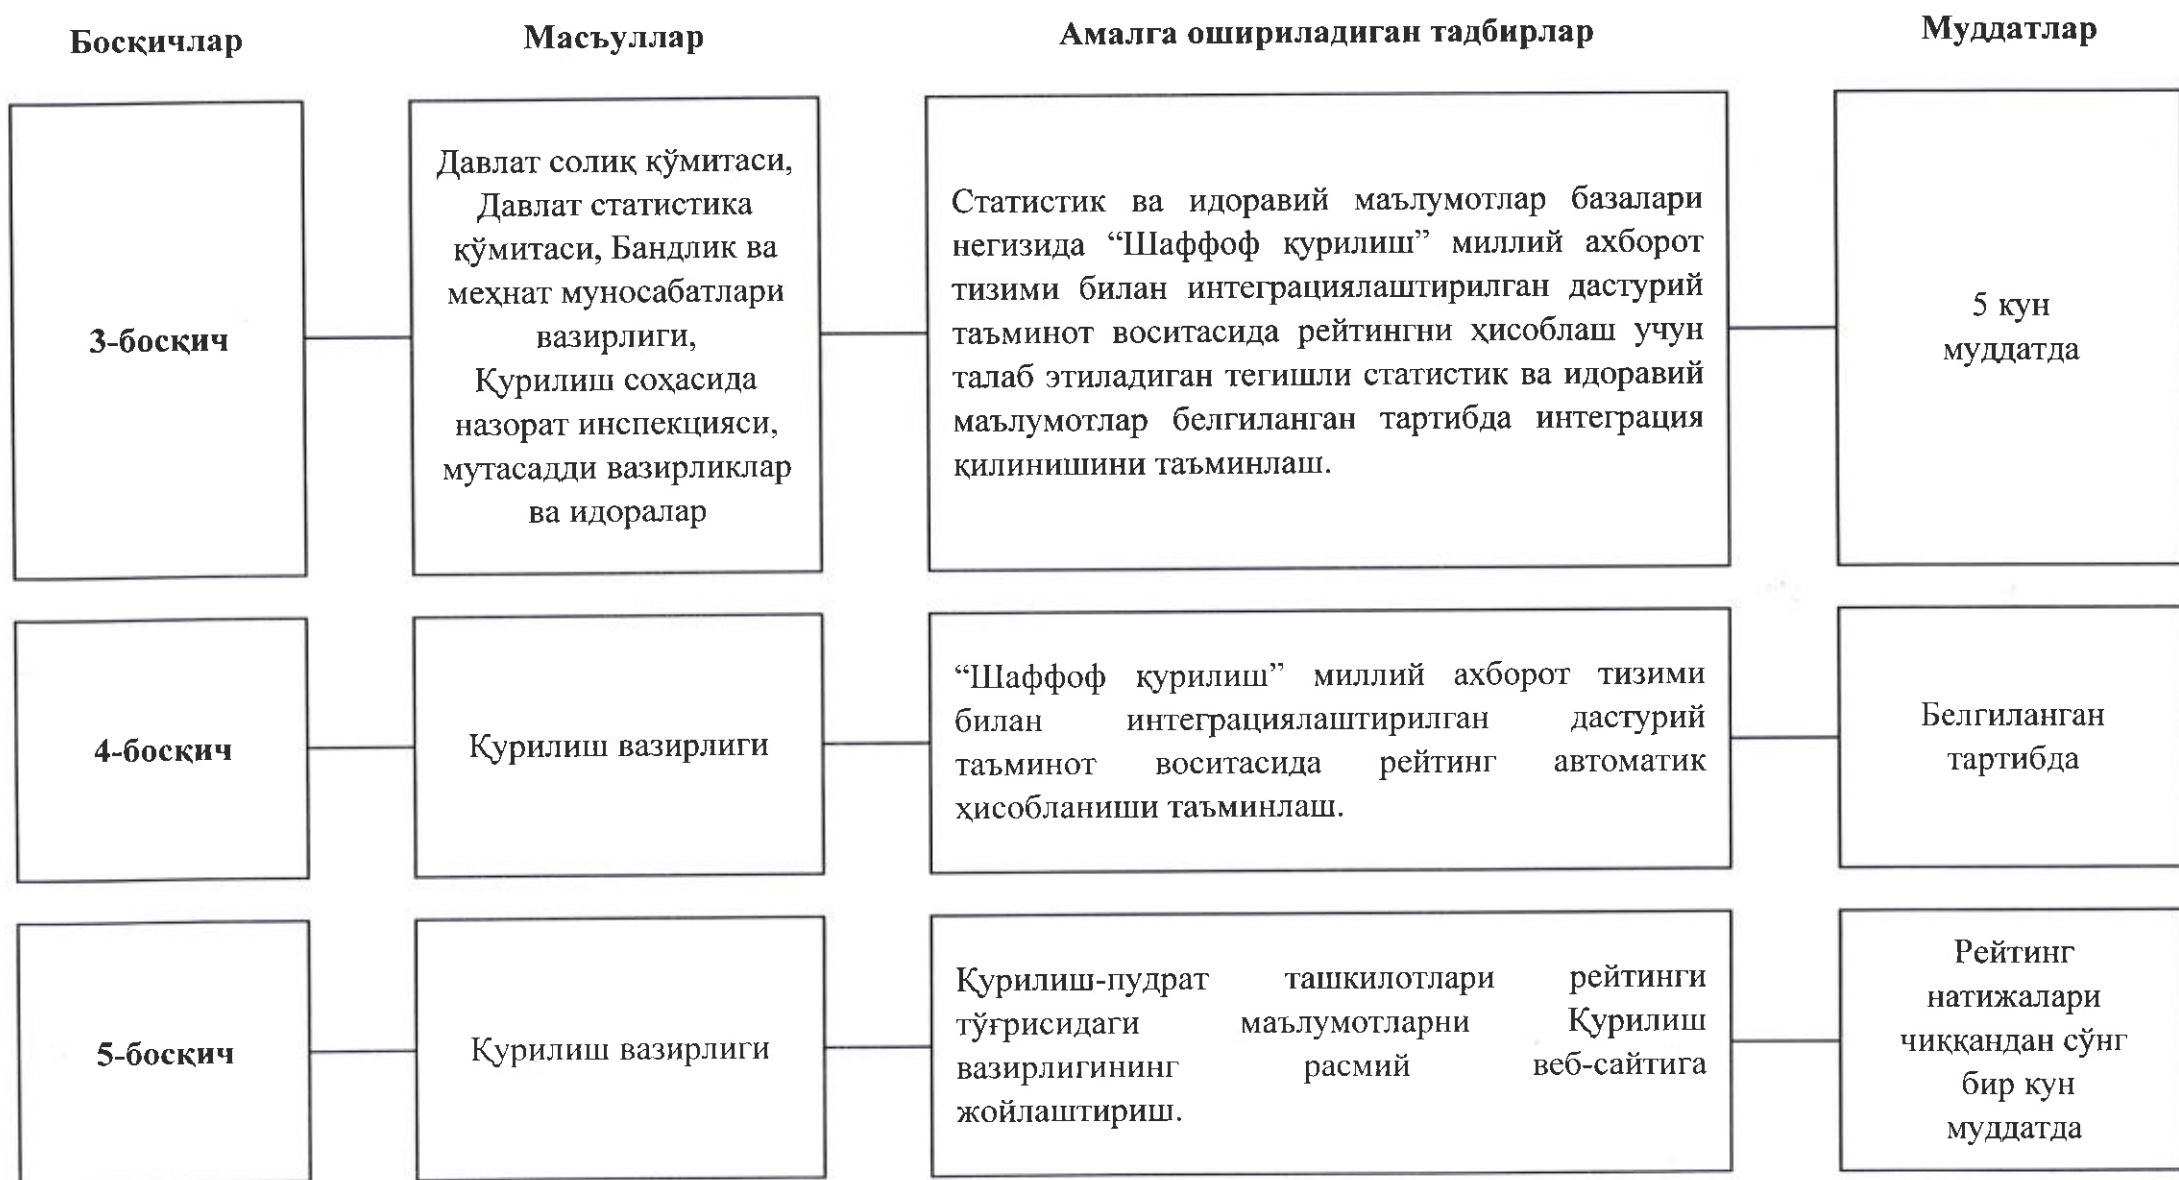 Босқичлар
Масъуллар
Амалга ошириладиган тадбирлар
Муддатлар
3-босқич
Давлат солиқ қўмитаси,
Давлат статистика
қўмитаси, Бандлик ва
меҳнат муносабатлари
вазирлиги,
Қурилиш соҳасида
назорат инспекцияси,
мутасадди вазирликлар
ва идоралар
Статистик ва идоравий маълумотлар базалари
негизида “Шаффоф қурилиш” миллий ахборот
тизими билан интеграциялаштирилган дастурий
таъминот воситасида рейтингни ҳисоблаш учун
талаб этиладиган тегишли статистик ва идоравий
маълумотлар белгиланган тартибда интеграция
қилинишини таъминлаш.
5 кун
муддатда
4-босқич
Қурилиш вазирлиги
“Шаффоф қурилиш” миллий ахборот тизими
билан интеграциялаштирилган дастурий
таъминот воситасида рейтинг автоматик
ҳисобланиши таъминлаш.
Белгиланган
тартибда
5-босқич
Қурилиш вазирлиги
Қурилиш-пудрат ташкилотлари рейтинги
тўғрисидаги маълумотларни Қурилиш
вазирлигининг расмий веб-сайтига
жойлаштириш.
Рейтинг
натижалари
чиққандан сўнг
бир кун
муддатда